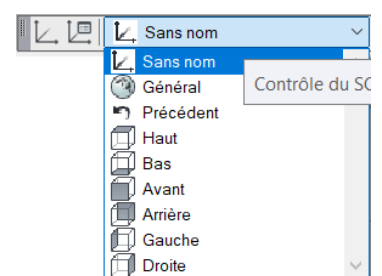 Sans nom
Sans nom
Général
Contrôle du SC
Précédent
Haut
Bas
Avant
Arrière
Gauche
Droite